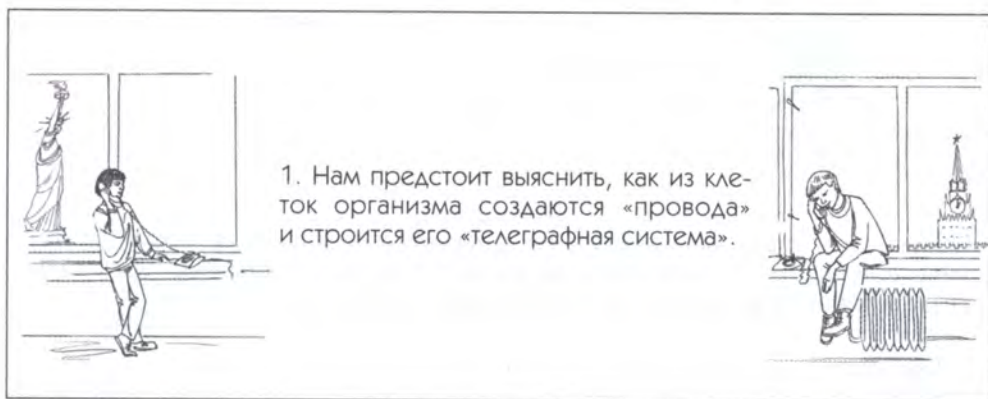 1. Нам предстоит выяснить, как из кле-
ток организма создаются «провода»
и строится его «телеграфная система».